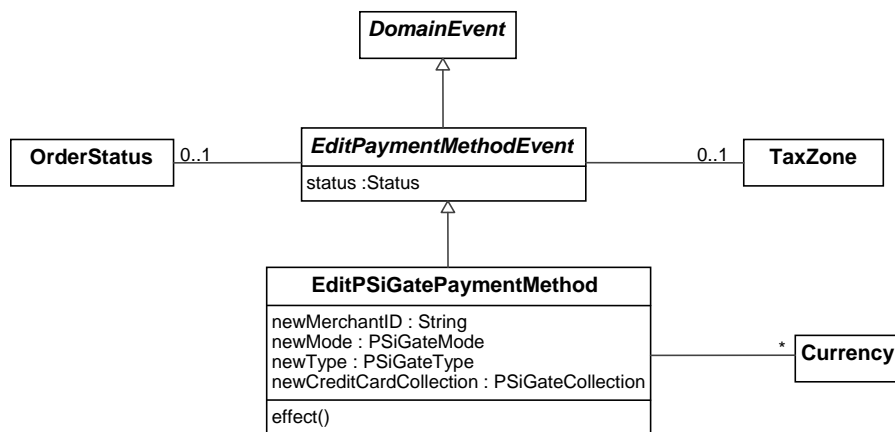 DomainEvent
EditPaymentMethodEvent
OrderStatus
0..1
0..1
TaxZone
status :Status
EditPSiGatePaymentMethod
newMerchantID : String
newMode : PSiGateMode
newType : PSiGateType
newCreditCardCollection : PSiGateCollection
*
Currency
effect()